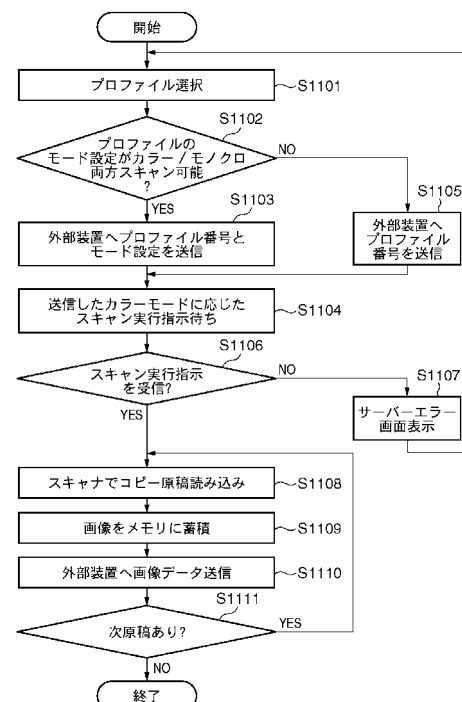 開始
プロファイル選択
S1101
S1102
プロファイルの
モード設定がカラー/モノクロ
両方スキャン可能
?
NO
YES
S1103
外部装置へプロファイル番号と
モード設定を送信
S1105
外部装置へ
プロファイル
番号を送信
送信したカラーモードに応じた
スキャン実行指示待ち
S1104
S1106
スキャン実行指示
を受信?
NO
YES
S1107
サーバーエラー
画面表示
スキャナでコピー原稿読み込み
S1108
画像をメモリに蓄積
S1109
外部装置へ画像データ送信
S1110
S1111
次原稿あり?
YES
NO
終了